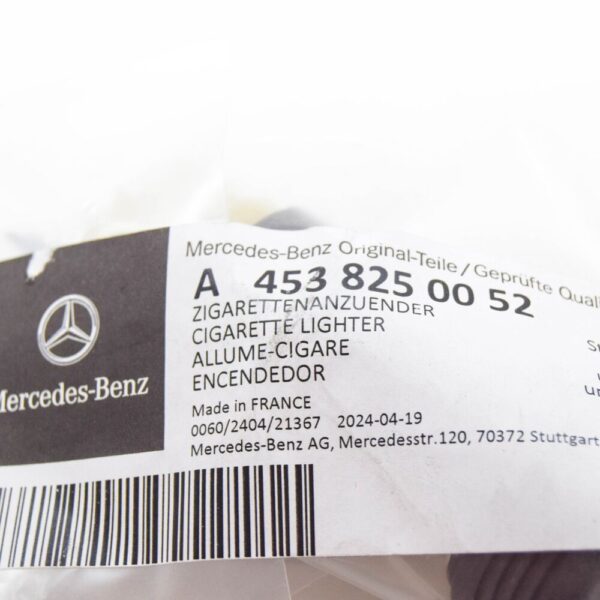 Mercedes-Benz Original-Teile/Geprüfte
A 453 825 00 52
ZIGARETTENANZUENDER
CIGARETTE LIGHTER
ALLUME-CIGARE
ENCENDEDOR
Mercedes-Benz
Made in FRANCE
0060/2404/21367 2024-04-19
Mercedes-Benz AG, Mercedesstr.120, 70372 Stuttgart